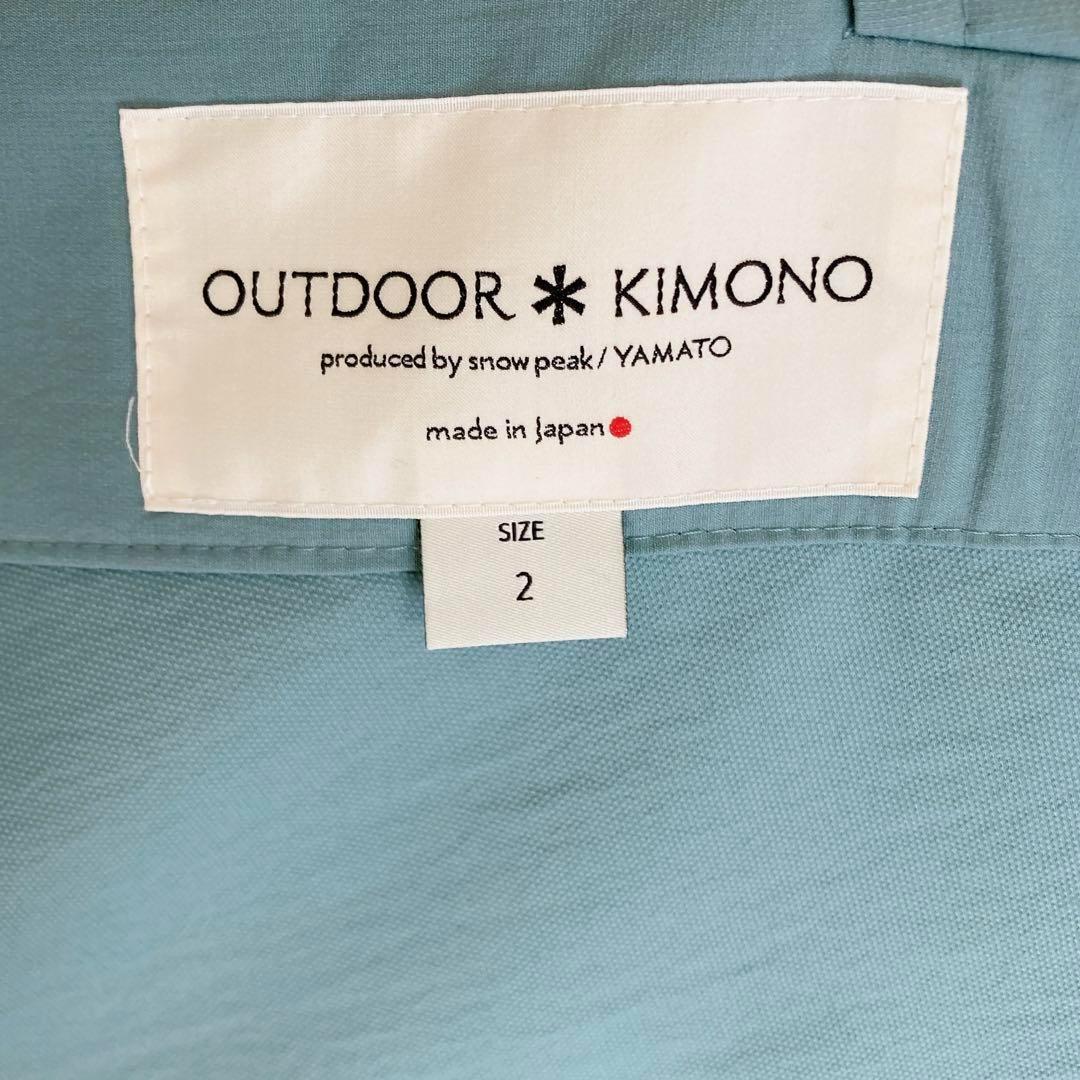 OUTDOOR * KIMONO
produced by snow peak / YAMATO
made in Japan
SIZE
2